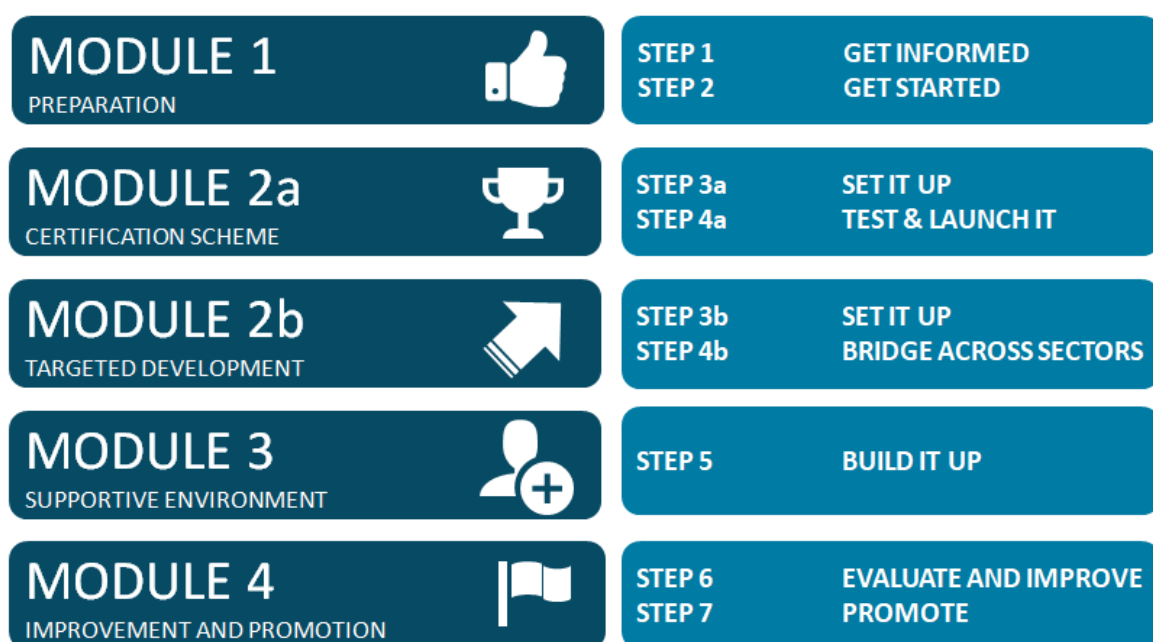 MODULE 1
PREPARATION
STEP 1 GET INFORMED
STEP 2 GET STARTED
MODULE 2a
CERTIFICATION SCHEME
STEP 3a SET IT UP
STEP 4a TEST & LAUNCH IT
MODULE 2b
TARGETED DEVELOPMENT
STEP 3b SET IT UP
STEP 4b BRIDGE ACROSS SECTORS
MODULE 3
SUPPORTIVE ENVIRONMENT
STEP 5 BUILD IT UP
MODULE 4
IMPROVEMENT AND PROMOTION
STEP 6 EVALUATE AND IMPROVE
STEP 7 PROMOTE